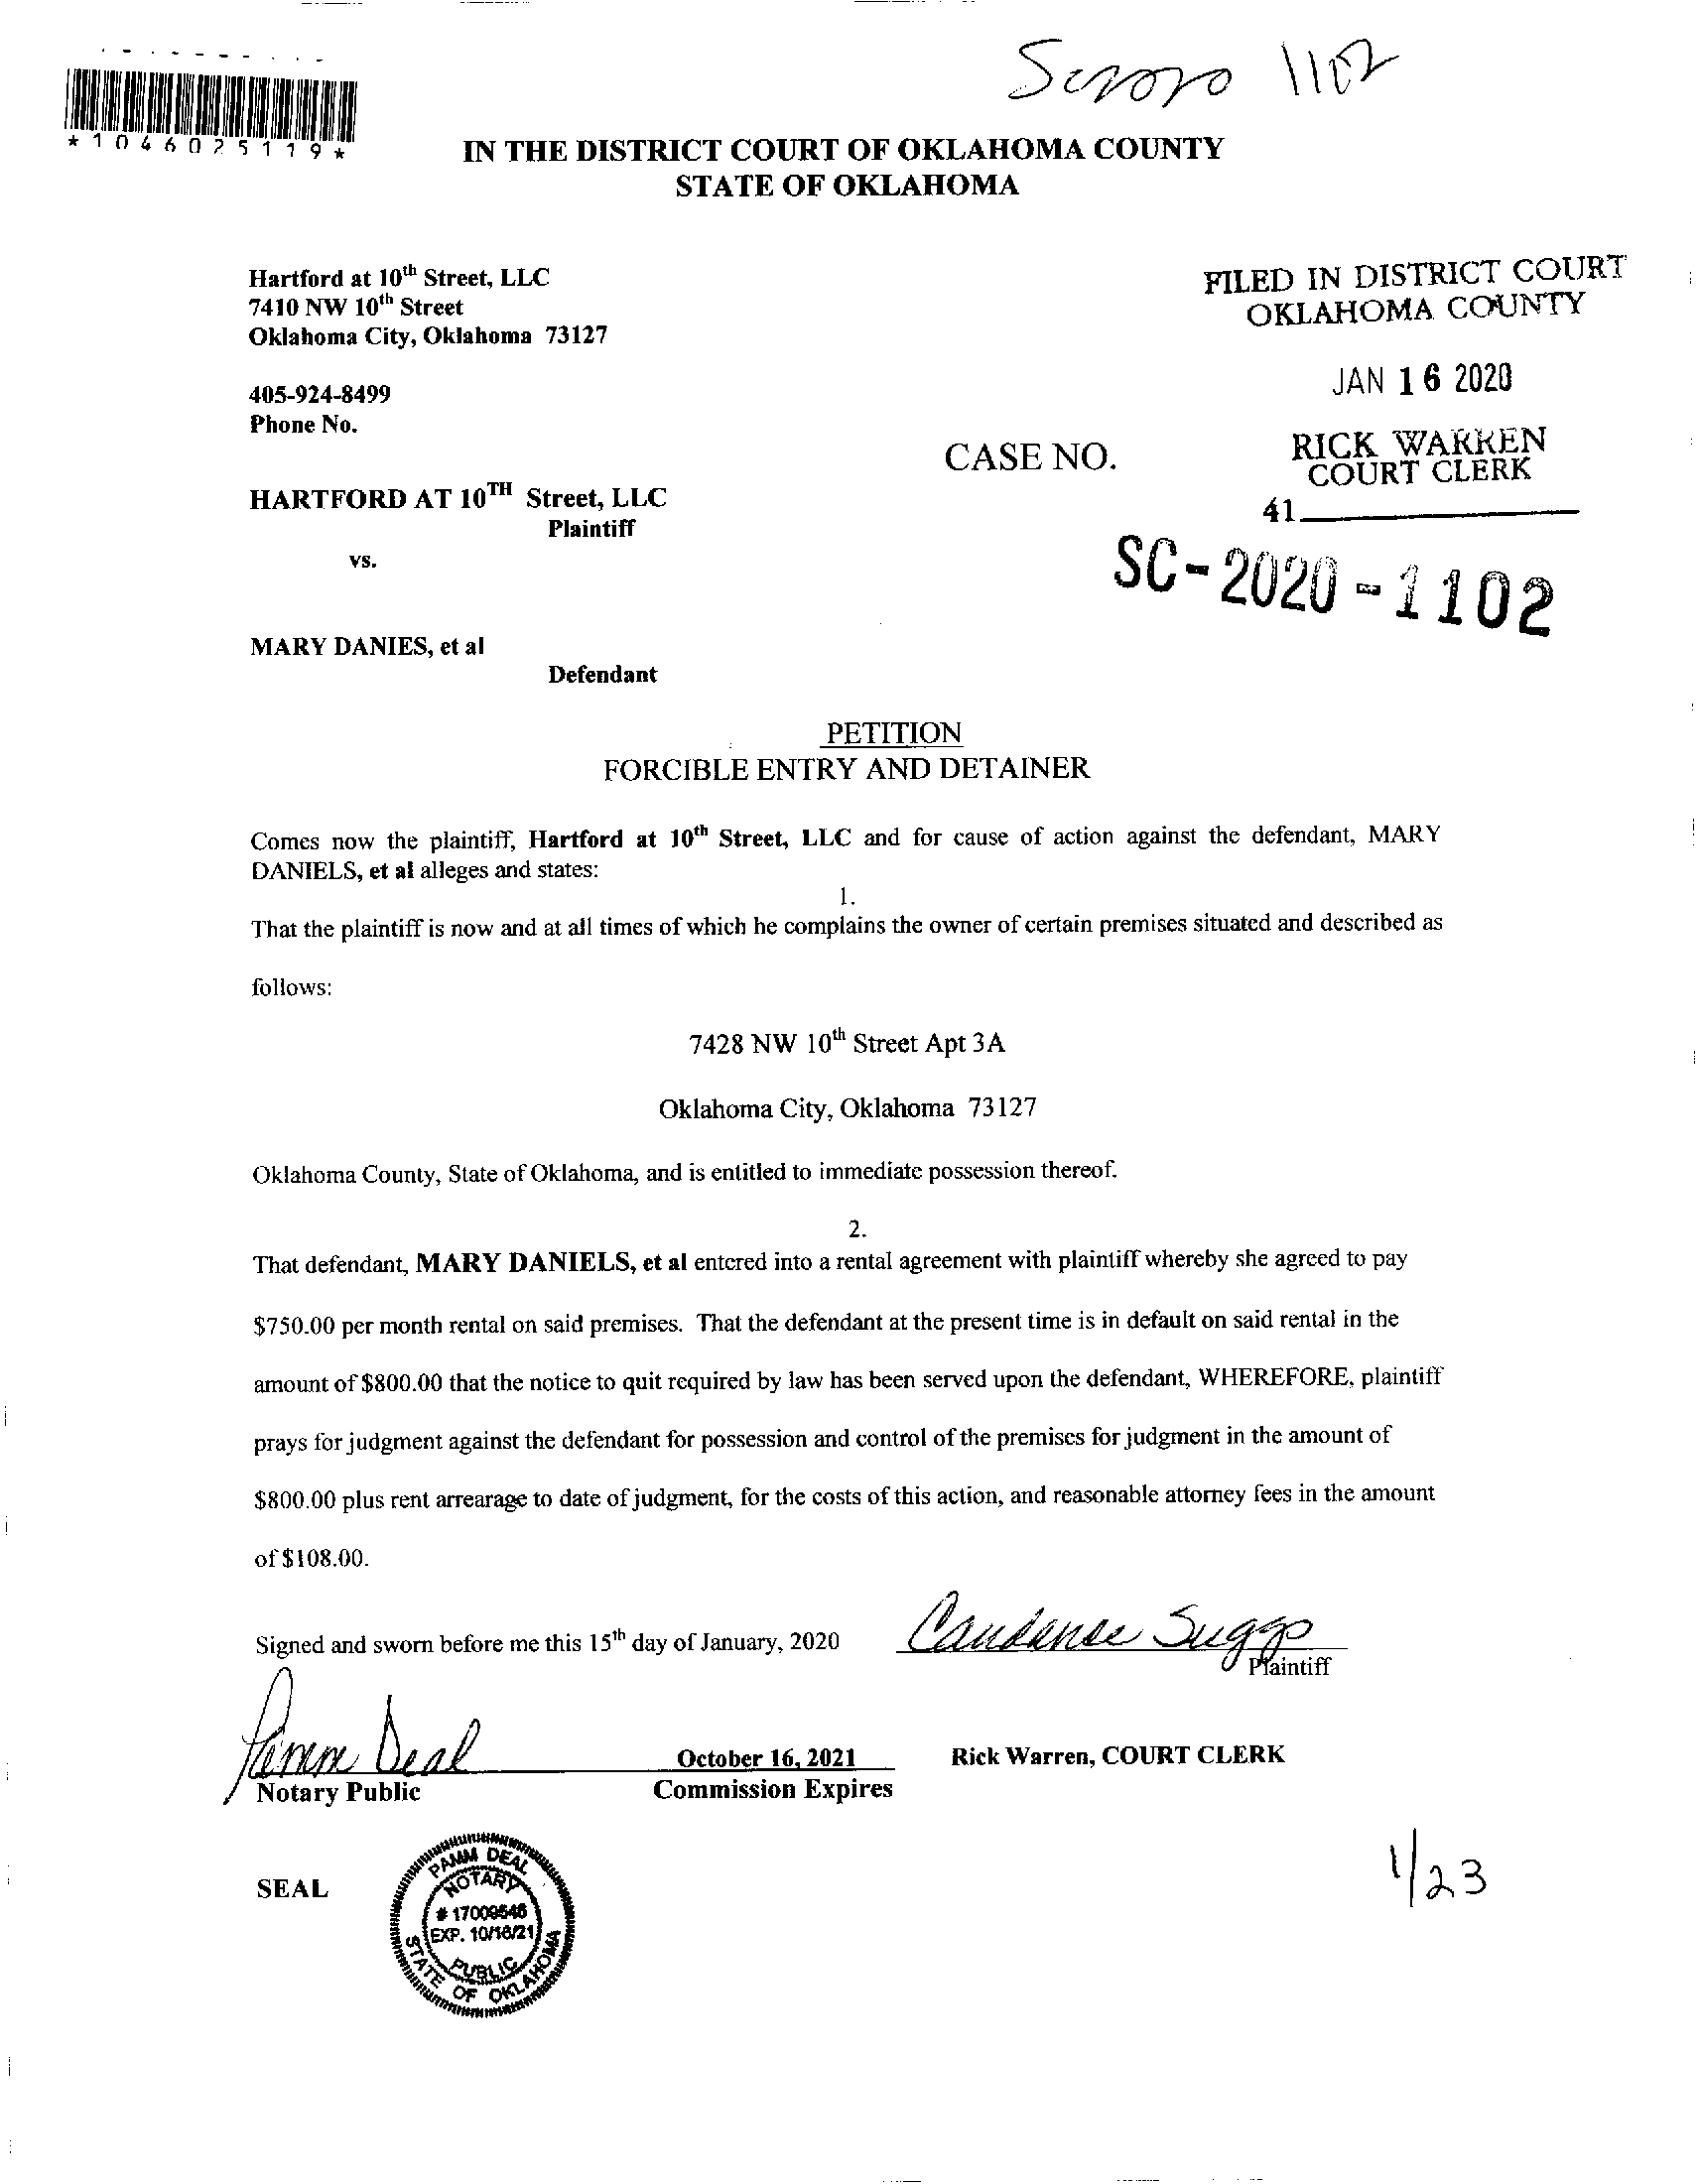 SC2020 1102
*1046025119*
IN THE DISTRICT COURT OF OKLAHOMA COUNTY
STATE OF OKLAHOMA
Hartford at 10th Street, LLC
7410 NW 10th Street
Oklahoma City, Oklahoma 73127
405-924-8499
Phone No.
FILED IN DISTRICT COURT
OKLAHOMA COUNTY
JAN 16 2020
RICK WARREN
COURT CLERK
41
CASE NO.
SC-2020-1102
HARTFORD AT 10TH Street, LLC
Plaintiff
vs.
MARY DANIES, et al
Defendant
PETITION
FORCIBLE ENTRY AND DETAINER
Comes now the plaintiff, Hartford at 10th Street, LLC and for cause of action against the defendant, MARY
DANIELS, et al alleges and states:
1.
That the plaintiff is now and at all times of which he complains the owner of certain premises situated and described as
follows:
7428 NW 10th Street Apt 3A
Oklahoma City, Oklahoma 73127
Oklahoma County, State of Oklahoma, and is entitled to immediate possession thereof.
2.
That defendant, MARY DANIELS, et al entered into a rental agreement with plaintiff whereby she agreed to pay
$750.00 per month rental on said premises. That the defendant at the present time is in default on said rental in the
amount of $800.00 that the notice to quit required by law has been served upon the defendant, WHEREFORE, plaintiff
prays for judgment against the defendant for possession and control of the premises for judgment in the amount of
$800.00 plus rent arrearage to date of judgment, for the costs of this action, and reasonable attorney fees in the amount
of $108.00.
Signed and sworn before me this 15th day of January, 2020
Candanse Suggs
Plaintiff
Pamm Deal
Notary Public
October 16, 2021
Commission Expires
Rick Warren, COURT CLERK
SEAL
PAMM DEAL
NOTARY
# 17009546
EXP. 10/16/21
PUBLIC
STATE OF OKLAHOMA
1/23